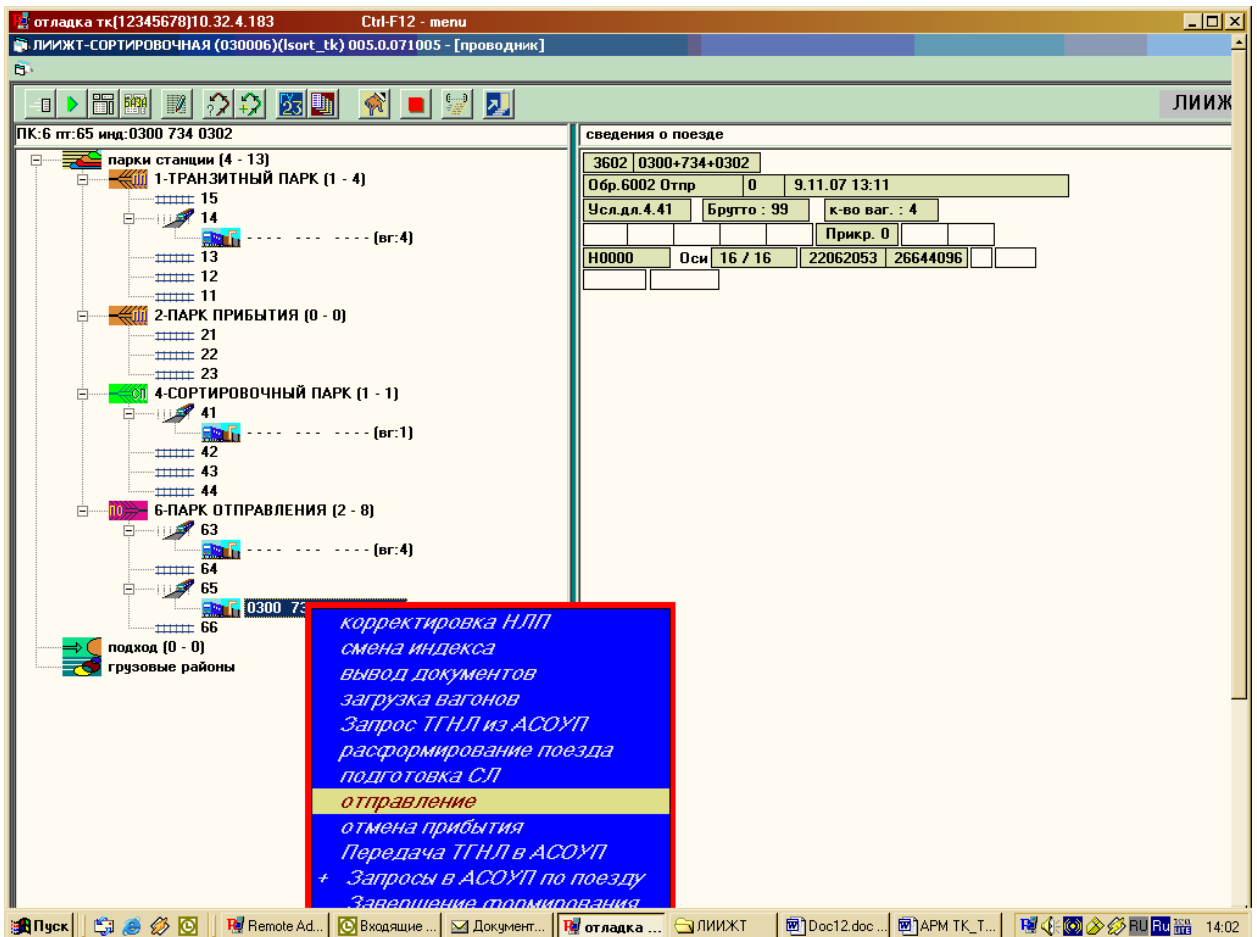 отладка тк(12345678)10.32.4.183 Ctrl-F12 - menu
ЛИИЖТ-СОРТИРОВОЧНАЯ (030006)(lsort_tk) 005.0.071005 - [проводник]
БАЗА 23 ЛИИЖ
ПК:6 пт:65 инд:0300 734 0302
сведения о поезде
парки станции (4 - 13)
1-ТРАНЗИТНЫЙ ПАРК (1 - 4)
15
14
- - - - - - - - - - - (вг:4)
13
12
11
2-ПАРК ПРИБЫТИЯ (0 - 0)
21
22
23
СП 4-СОРТИРОВОЧНЫЙ ПАРК (1 - 1)
41
- - - - - - - - - - - (вг:1)
42
43
44
ПО 6-ПАРК ОТПРАВЛЕНИЯ (2 - 8)
63
- - - - - - - - - - - (вг:4)
64
65
0300 73
66
подход (0 - 0)
грузовые районы
3602 0300+734+0302
Обр.6002 Отпр 0 9.11.07 13:11
Усл.дл.4.41 Брутто : 99 к-во ваг. : 4
Прикр. 0
Н0000 Оси 16 / 16 22062053 26644096
корректировка НЛП
смена индекса
вывод документов
загрузка вагонов
Запрос ТГНЛ из АСОУП
расформирование поезда
подготовка СЛ
отправление
отмена прибытия
Передача ТГНЛ в АСОУП
+ Запросы в АСОУП по поезду
Завершение формирования
Пуск Remote Ad... Входящие ... Документ... отладка ... ЛИИЖТ Doc12.doc ... АРМ ТК_Т... RU Ru 14:02